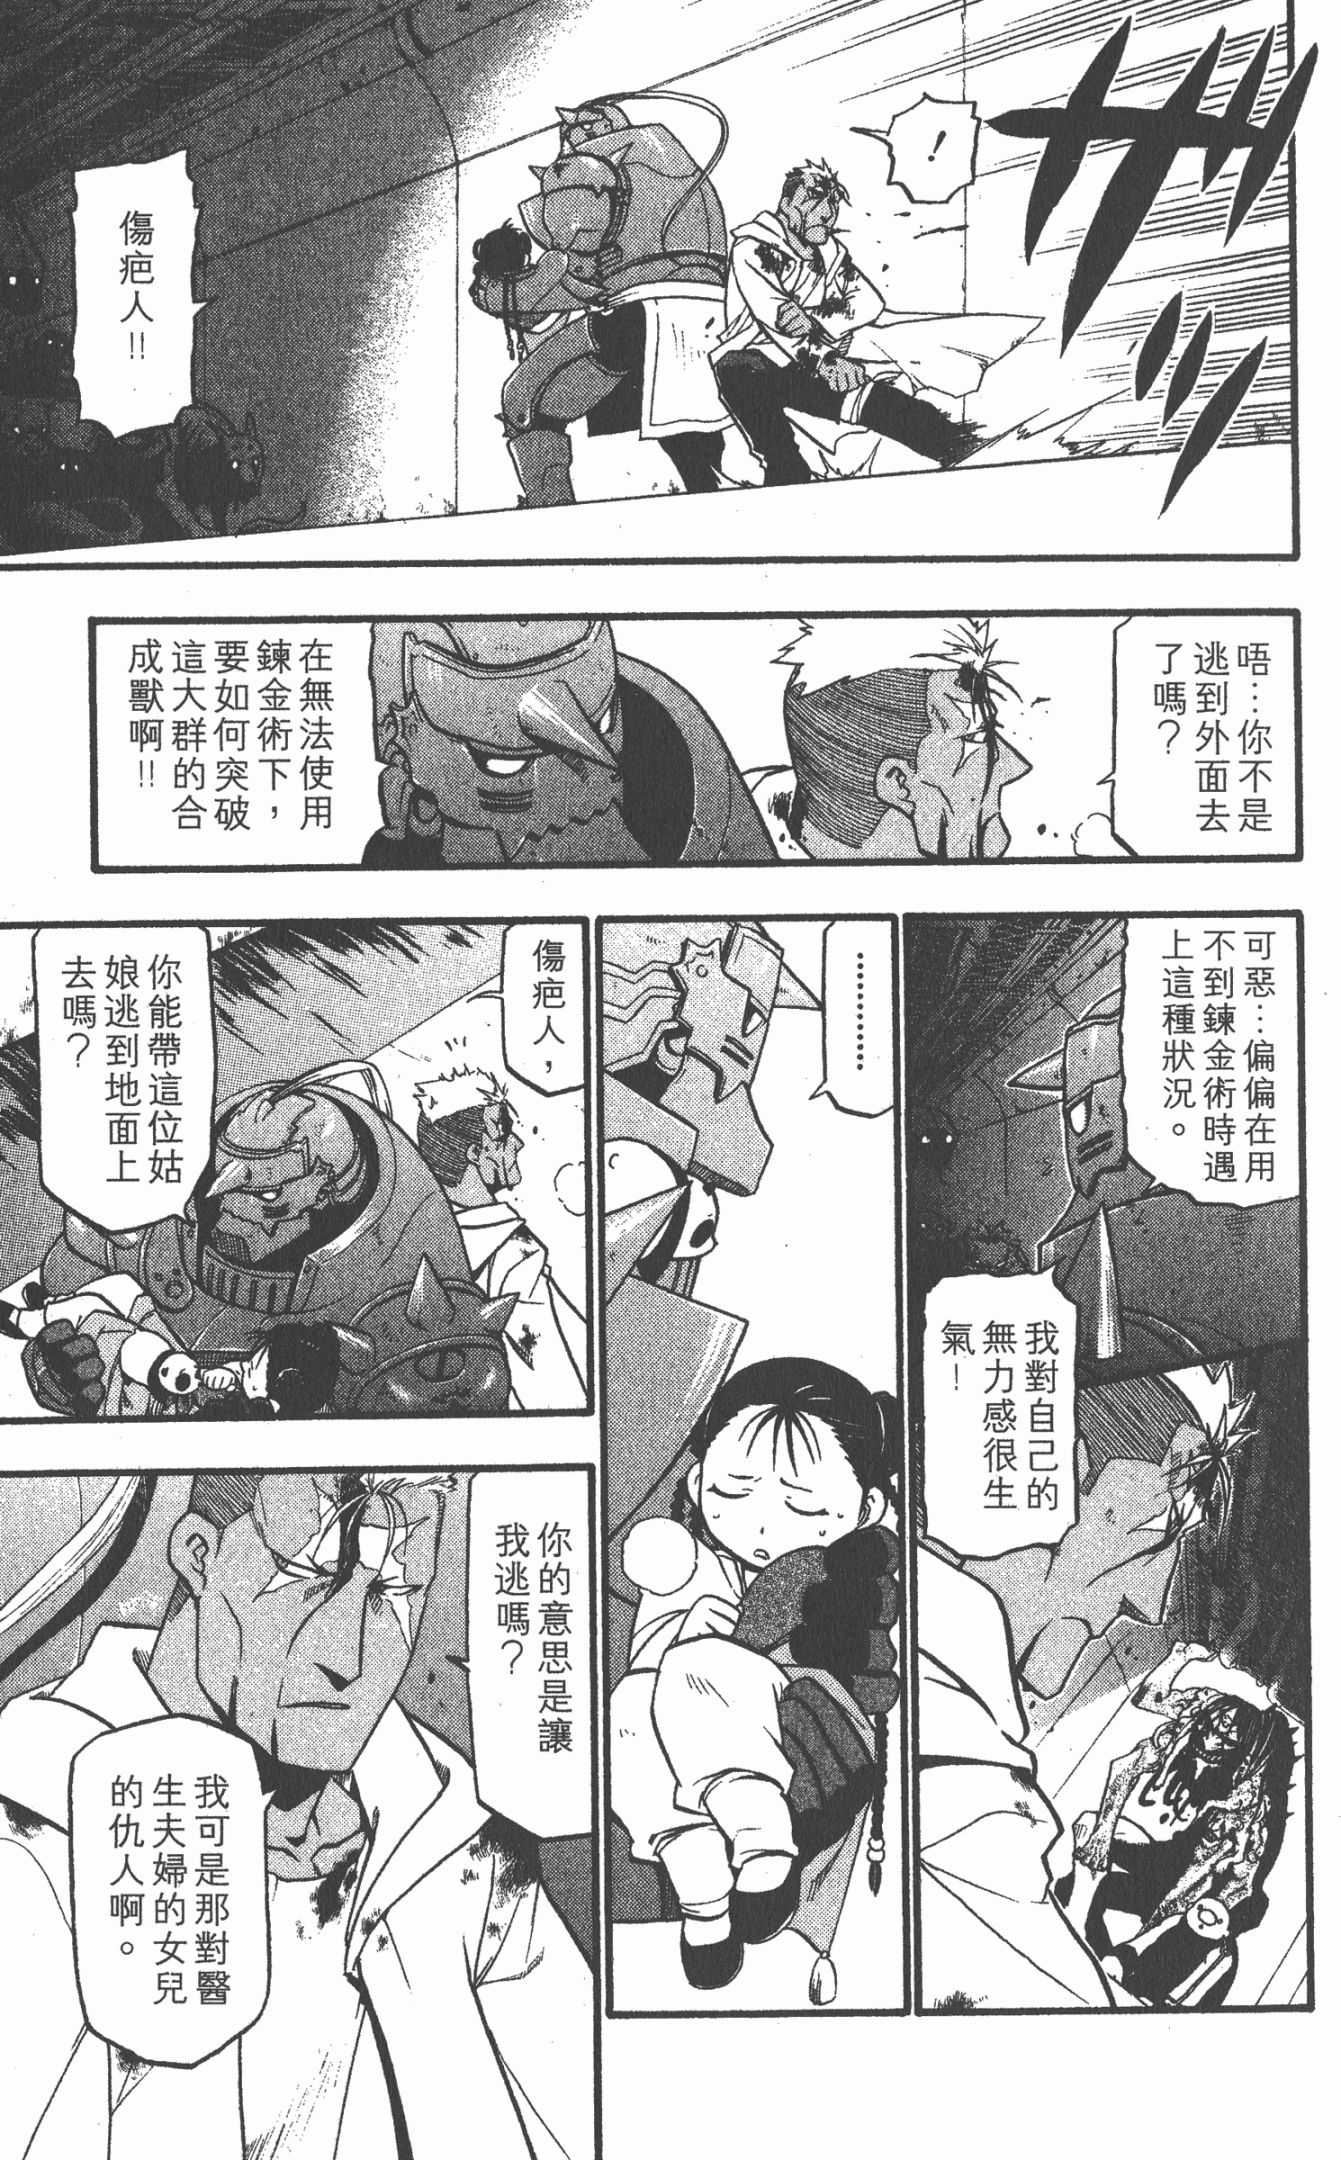 ！
傷疤人!!
唔…你不是
逃到外面去
了嗎？
在無法使用
鍊金術下，
要如何突破
這大群的合
成獸啊!!
可惡…偏偏在用
不到鍊金術時遇
上這種狀況。
我對自己的
無力感很生
氣！
…………
傷疤人，
你能帶這位姑
娘逃到地面上
去嗎？
你的意思是讓
我逃嗎？
我可是那對醫
生夫婦的女兒
的仇人啊。